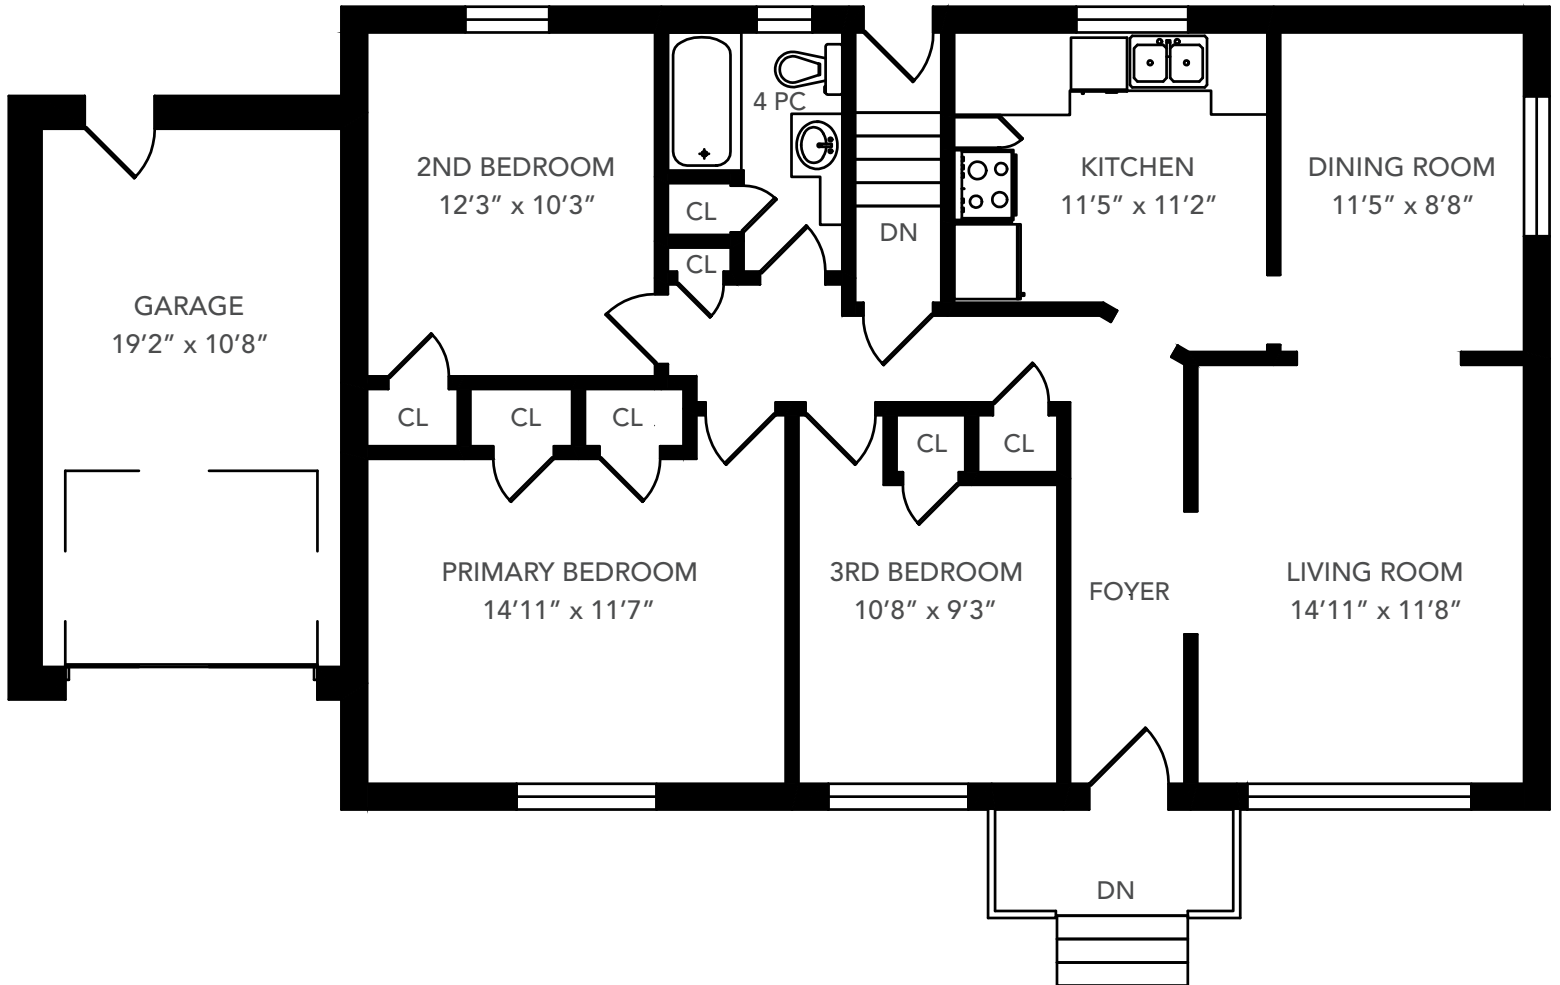 4 PC
2ND BEDROOM
12'3" x 10'3"
KITCHEN
11'5" x 11'2"
DINING ROOM
11'5" x 8'8"
CL
DN
CL
GARAGE
19'2" x 10'8"
CL
CL
CL
CL
CL
PRIMARY BEDROOM
14'11" x 11'7"
3RD BEDROOM
10'8" x 9'3"
FOYER
LIVING ROOM
14'11" x 11'8"
DN